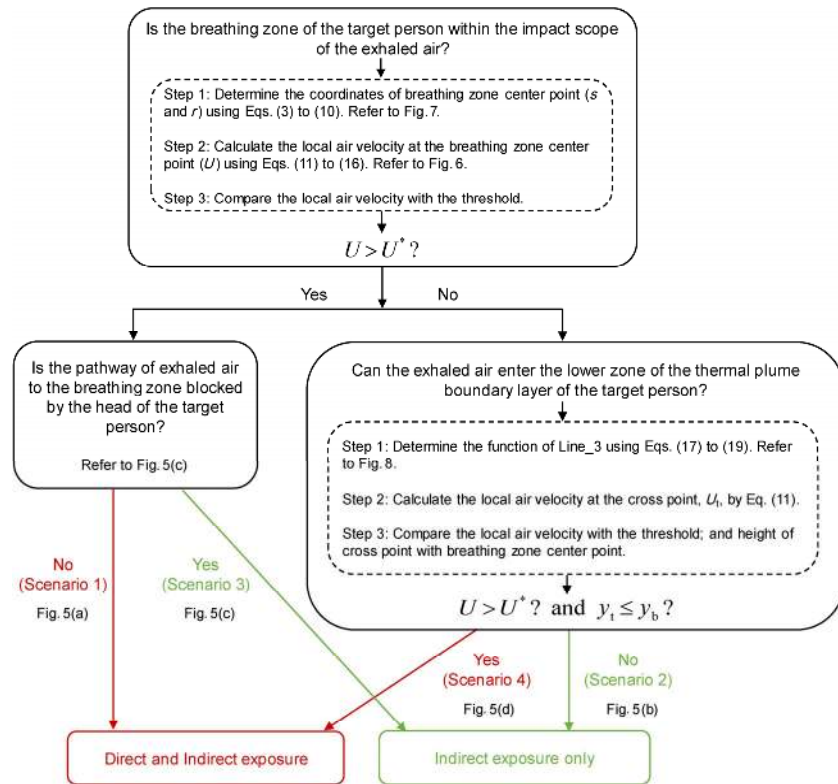 Is the breathing zone of the target person within the impact scope
of the exhaled air?
Step 1: Determine the coordinates of breathing zone center point (s
and r) using Eqs. (3) to (10). Refer to Fig. 7.
Step 2: Calculate the local air velocity at the breathing zone center
point (U) using Eqs. (11) to (16). Refer to Fig. 6.
Step 3: Compare the local air velocity with the threshold.
U > U* ?
Yes
No
Is the pathway of exhaled air
to the breathing zone blocked
by the head of the target
person?
Refer to Fig. 5(c)
Can the exhaled air enter the lower zone of the thermal plume
boundary layer of the target person?
Step 1: Determine the function of Line_3 using Eqs. (17) to (19). Refer
to Fig. 8.
Step 2: Calculate the local air velocity at the cross point, Uₜ, by Eq. (11).
Step 3: Compare the local air velocity with the threshold; and height of
cross point with breathing zone center point.
U > U* ? and yₜ ≤ y_b ?
No
(Scenario 1)
Fig. 5(a)
Yes
(Scenario 3)
Fig. 5(c)
Yes
(Scenario 4)
Fig. 5(d)
No
(Scenario 2)
Fig. 5(b)
Direct and Indirect exposure
Indirect exposure only